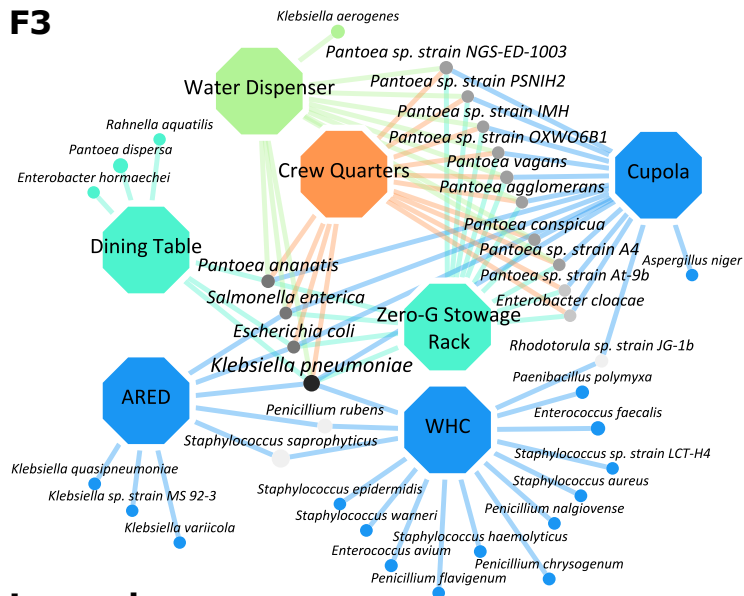 F3
Klebsiella aerogenes
Pantoea sp. strain NGS-ED-1003
Water Dispenser
Pantoea sp. strain PSNIH2
Pantoea sp. strain IMH
Rahnella aquatilis
Pantoea sp. strain OXWO6B1
Pantoea dispersa
Pantoea vagans
Crew Quarters
Cupola
Enterobacter hormaechei
Pantoea agglomerans
Pantoea conspicua
Dining Table
Pantoea sp. strain A4
Aspergillus niger
Pantoea ananatis
Pantoea sp. strain At-9b
Salmonella enterica
Enterobacter cloacae
Zero-G Stowage
Rack
Escherichia coli
Rhodotorula sp. strain JG-1b
Klebsiella pneumoniae
Paenibacillus polymyxa
ARED
Penicillium rubens
Enterococcus faecalis
WHC
Staphylococcus saprophyticus
Staphylococcus sp. strain LCT-H4
Klebsiella quasipneumoniae
Staphylococcus aureus
Staphylococcus epidermidis
Klebsiella sp. strain MS 92-3
Penicillium nalgiovense
Staphylococcus warneri
Klebsiella variicola
Staphylococcus haemolyticus
Enterococcus avium
Penicillium chrysogenum
Penicillium flavigenum